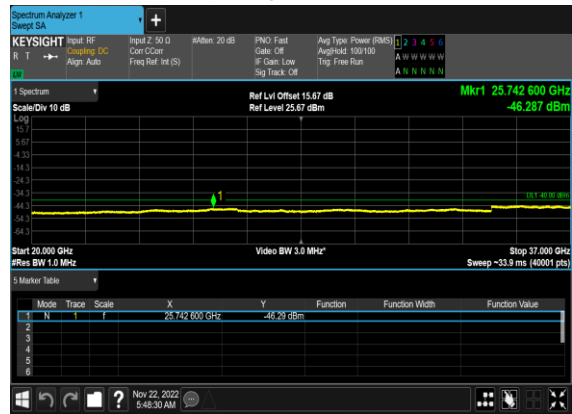 Spectrum Analyzer 1
Swept SA
+
KEYSIGHT Input: RF Input Z: 50 Ω #Atten: 20 dB PNO: Fast Avg Type: Power (RMS) 1 2 3 4 5 6
R T Coupling: DC Corr CCorr Gate: Off Avg|Hold: 100/100 A W W W W W
Align: Auto Freq Ref: Int (S) IF Gain: Low Trig: Free Run
Sig Track: Off A N N N N N
LW
1 Spectrum Ref Lvl Offset 15.67 dB Mkr1 25.742 600 GHz
Scale/Div 10 dB Ref Level 25.67 dBm -46.287 dBm
Log
15.7
5.67
-4.33
-14.3
-24.3
-34.3 1 DL1 -40.00 dBm
-44.3
-54.3
-64.3
Start 20.000 GHz Video BW 3.0 MHz* Stop 37.000 GHz
#Res BW 1.0 MHz Sweep ~33.9 ms (40001 pts)
5 Marker Table
Mode Trace Scale X Y Function Function Width Function Value
1 N 1 f 25.742 600 GHz -46.29 dBm
2
3
4
5
6
? Nov 22, 2022
5:48:30 AM